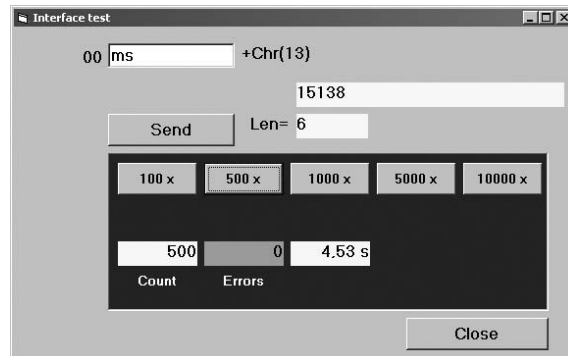 Interface test
00 ms +Chr(13)
15138
Send Len= 6
100 x 500 x 1000 x 5000 x 10000 x
500 0 4,53 s
Count Errors
Close